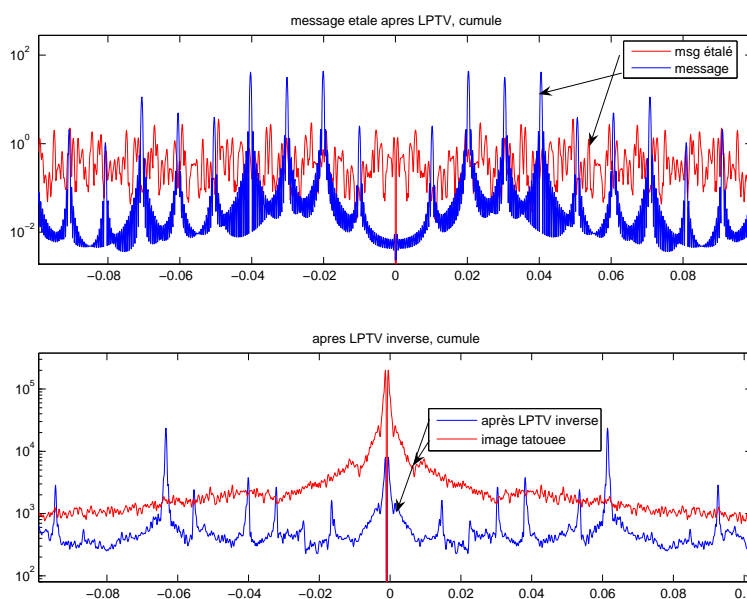 message etale apres LPTV, cumule
10^2
10^0
10^-2
msg étalé
message
−0.08 −0.06 −0.04 −0.02 0 0.02 0.04 0.06 0.08
apres LPTV inverse, cumule
10^5
10^4
10^3
10^2
après LPTV inverse
image tatouee
−0.08 −0.06 −0.04 −0.02 0 0.02 0.04 0.06 0.08 0.